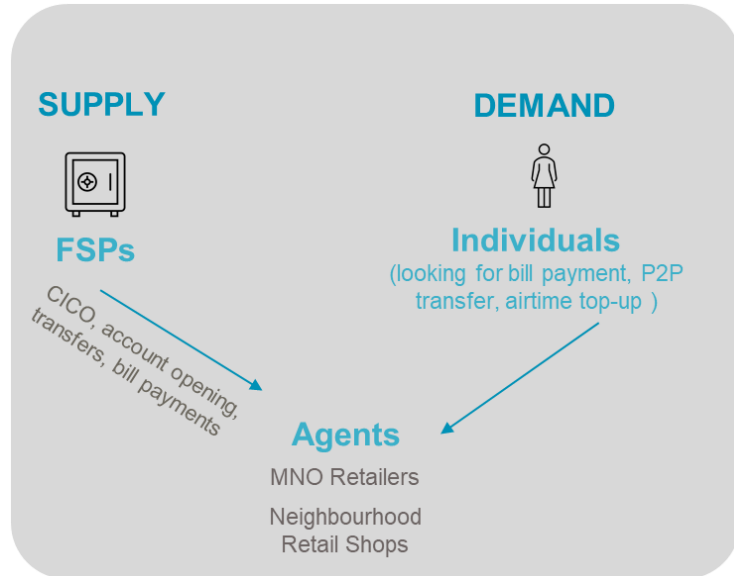 SUPPLY
DEMAND
FSPs
Individuals
(looking for bill payment, P2P
transfer, airtime top-up )
CICO, account opening,
transfers, bill payments
Agents
MNO Retailers
Neighbourhood
Retail Shops